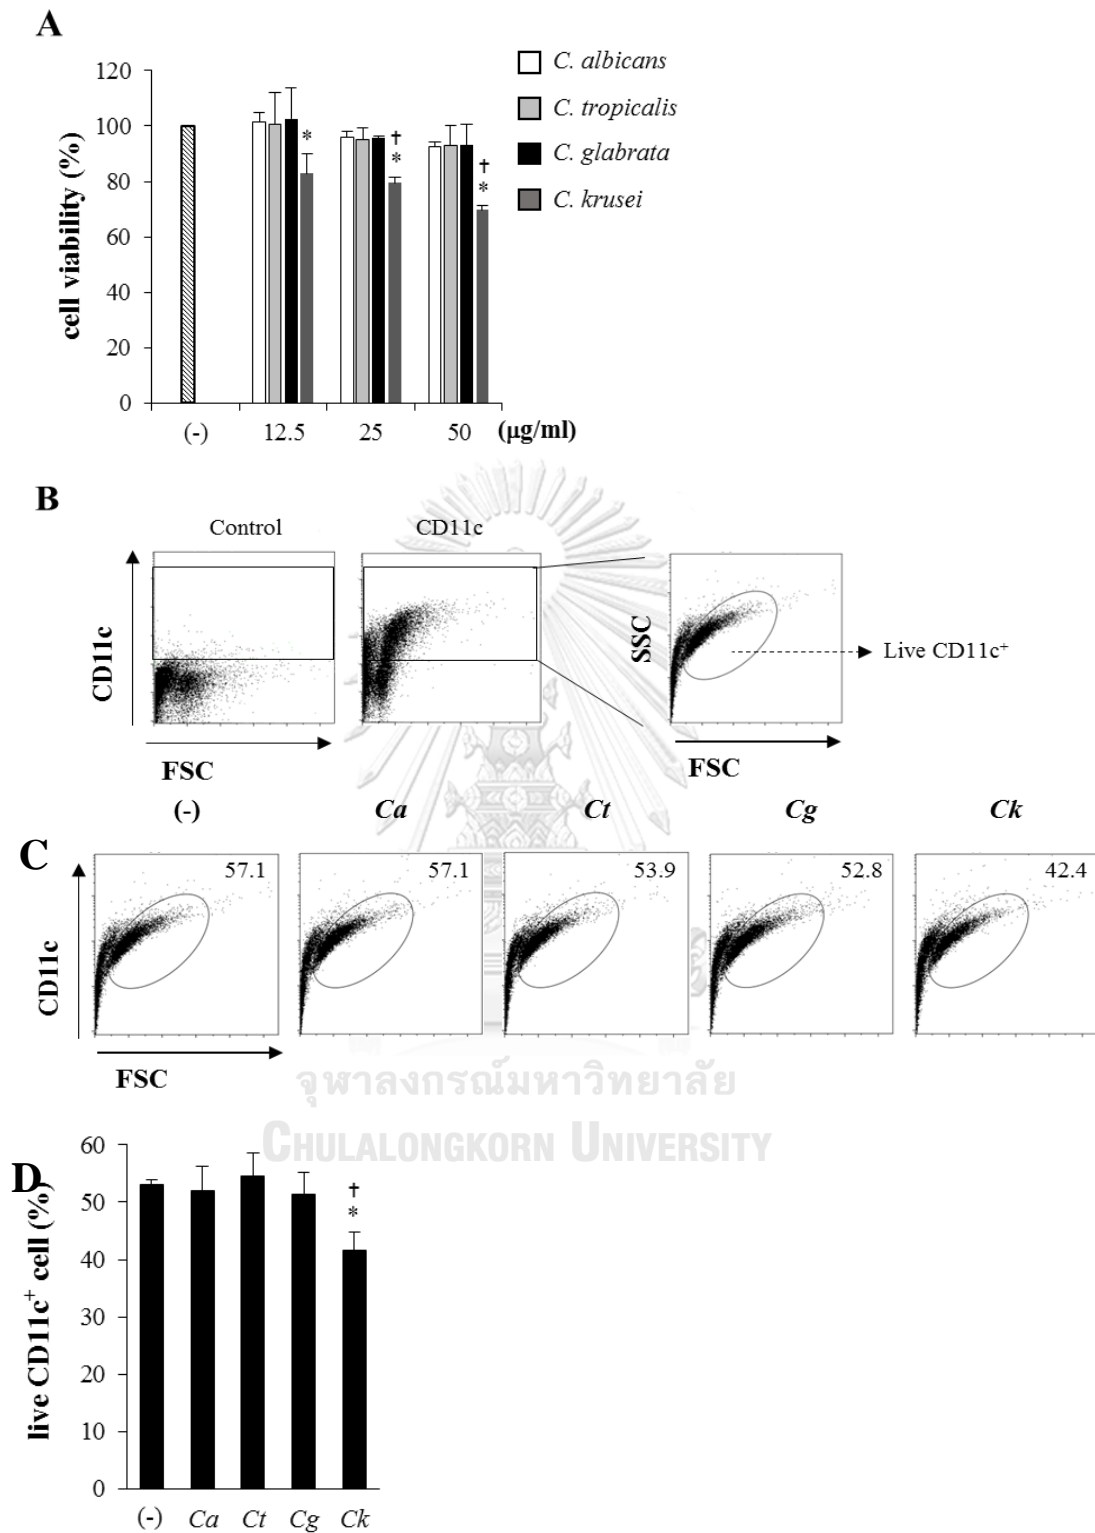 A
120
100
80
60
40
20
0
cell viability (%)
C. albicans
C. tropicalis
C. glabrata
C. krusei
*
†
*
†
*
(-) 12.5 25 50 (μg/ml)
B
Control CD11c
CD11c
SSC
Live CD11c+
FSC FSC
(-) Ca Ct Cg Ck
C
57.1 57.1 53.9 52.8 42.4
CD11c
FSC
จุฬาลงกรณ์มหาวิทยาลัย
CHULALONGKORN UNIVERSITY
D
60
50
40
30
20
10
0
live CD11c+ cell (%)
†
*
(-) Ca Ct Cg Ck